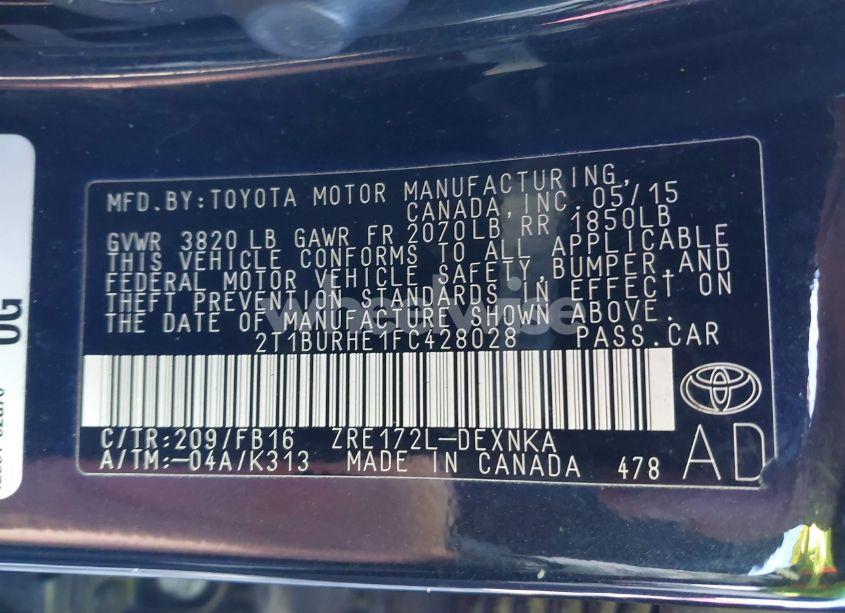 MFD.BY:TOYOTA MOTOR MANUFACTURING,
CANADA, INC. 05/15
GVWR 3820 LB GAWR FR 2070LB RR 1850LB
THIS VEHICLE CONFORMS TO ALL APPLICABLE
FEDERAL MOTOR VEHICLE SAFETY,BUMPER,AND
THEFT PREVENTION STANDARDS IN EFFECT ON
THE DATE OF MANUFACTURE SHOWN ABOVE.
2T1BURHE1FC428028 PASS.CAR
C/TR:209/FB16 ZRE172L-DEXNKA
A/TM:-04A/K313 MADE IN CANADA 478
AD
OG